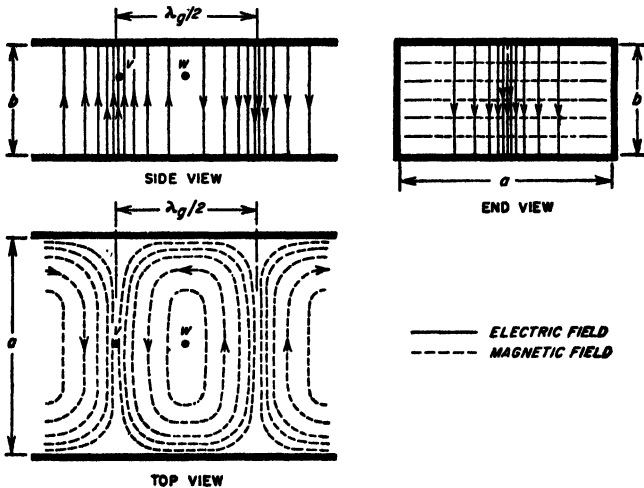 λg/2
b
V
W
SIDE VIEW
b
a
END VIEW
λg/2
a
V
W
TOP VIEW
ELECTRIC FIELD
MAGNETIC FIELD